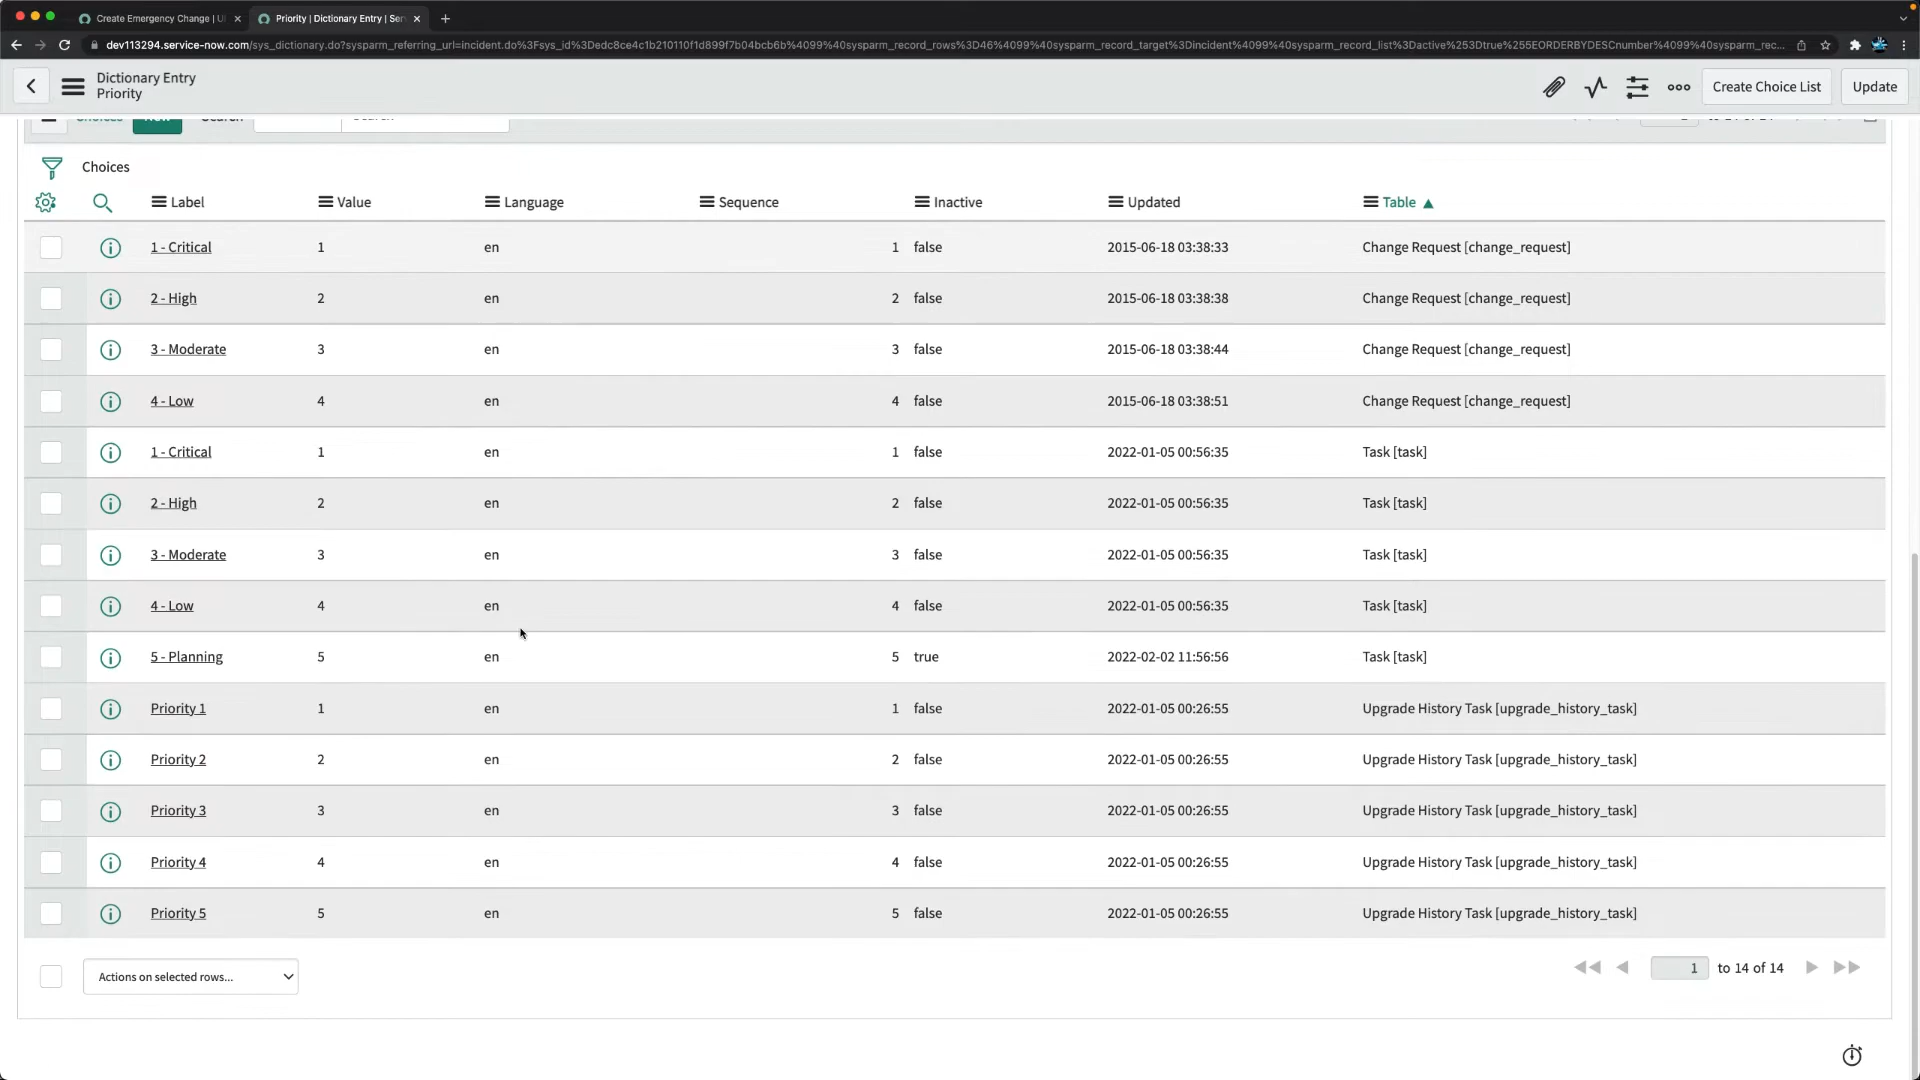 Create Emergency Change | U
Priority | Dictionary Entry | Ser
dev113294.service-now.com/sys_dictionary.do?sysparm_referring_url=incident.do%3Fsys_id%3Dedc8ce4c1b210110f1d899f7b04bcb6b%4099%40sysparm_record_rows%3D46%4099%40sysparm_record_target%3Dincident%4099%40sysparm_record_list%3Dactive%253Dtrue%255EORDERBYDESCnumber%4099%40sysparm_rec...
Dictionary Entry
Priority
Create Choice List
Update
Choices New Search Search
to 14 of 14
Choices
Label Value Language Sequence Inactive Updated Table
1 - Critical 1 en 1 false 2015-06-18 03:38:33 Change Request [change_request]
2 - High 2 en 2 false 2015-06-18 03:38:38 Change Request [change_request]
3 - Moderate 3 en 3 false 2015-06-18 03:38:44 Change Request [change_request]
4 - Low 4 en 4 false 2015-06-18 03:38:51 Change Request [change_request]
1 - Critical 1 en 1 false 2022-01-05 00:56:35 Task [task]
2 - High 2 en 2 false 2022-01-05 00:56:35 Task [task]
3 - Moderate 3 en 3 false 2022-01-05 00:56:35 Task [task]
4 - Low 4 en 4 false 2022-01-05 00:56:35 Task [task]
5 - Planning 5 en 5 true 2022-02-02 11:56:56 Task [task]
Priority 1 1 en 1 false 2022-01-05 00:26:55 Upgrade History Task [upgrade_history_task]
Priority 2 2 en 2 false 2022-01-05 00:26:55 Upgrade History Task [upgrade_history_task]
Priority 3 3 en 3 false 2022-01-05 00:26:55 Upgrade History Task [upgrade_history_task]
Priority 4 4 en 4 false 2022-01-05 00:26:55 Upgrade History Task [upgrade_history_task]
Priority 5 5 en 5 false 2022-01-05 00:26:55 Upgrade History Task [upgrade_history_task]
Actions on selected rows...
1 to 14 of 14